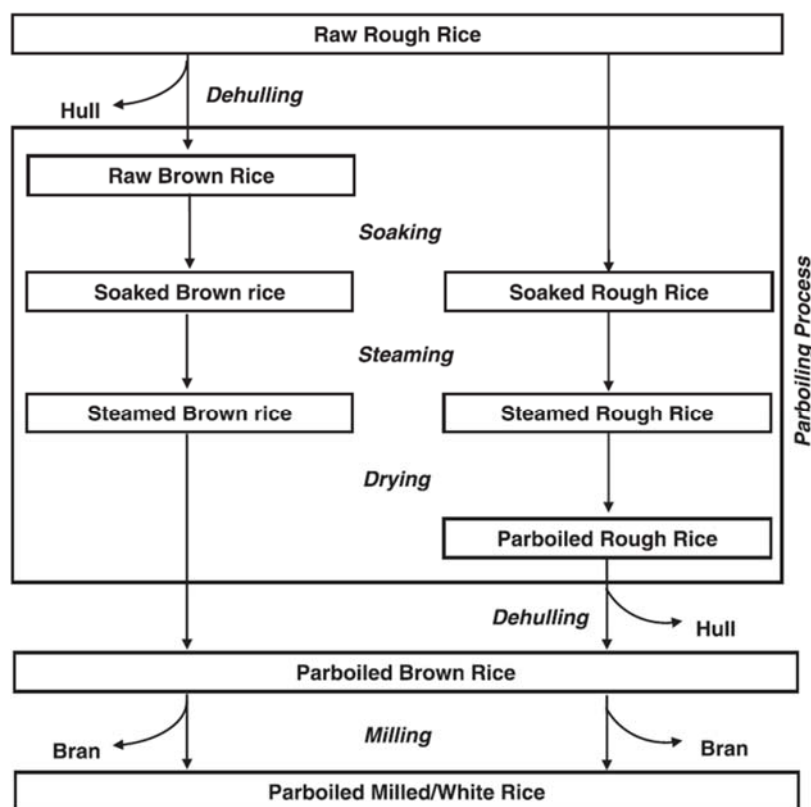 Raw Rough Rice
Hull
Dehulling
Raw Brown Rice
Soaking
Soaked Brown rice
Soaked Rough Rice
Steaming
Steamed Brown rice
Steamed Rough Rice
Drying
Parboiled Rough Rice
Parboiling Process
Dehulling
Hull
Parboiled Brown Rice
Bran
Milling
Bran
Parboiled Milled/White Rice